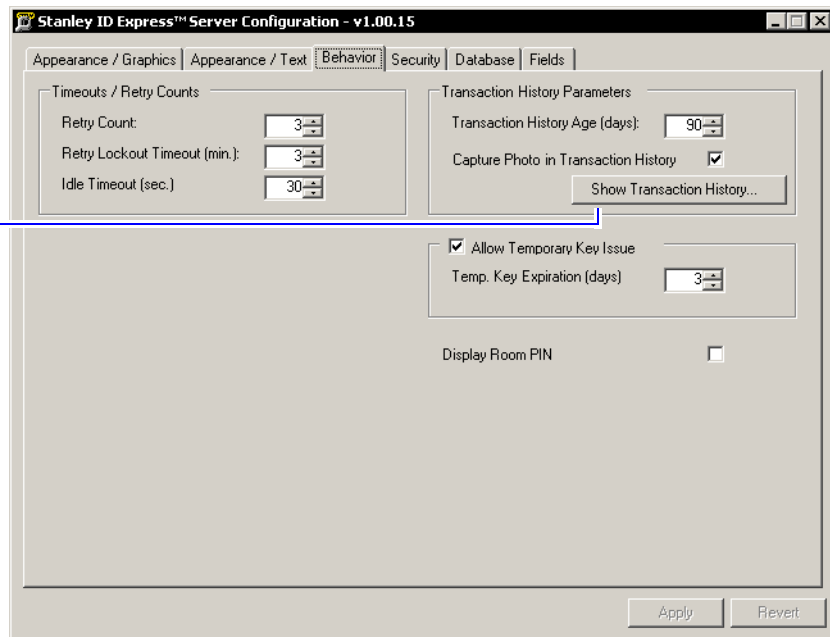 Stanley ID Express™ Server Configuration - v1.00.15
Appearance / Graphics Appearance / Text Behavior Security Database Fields
Timeouts / Retry Counts
Retry Count: 3
Retry Lockout Timeout (min.): 3
Idle Timeout (sec.) 30
Transaction History Parameters
Transaction History Age (days): 90
Capture Photo in Transaction History
Show Transaction History...
Allow Temporary Key Issue
Temp. Key Expiration (days) 3
Display Room PIN
Apply Revert